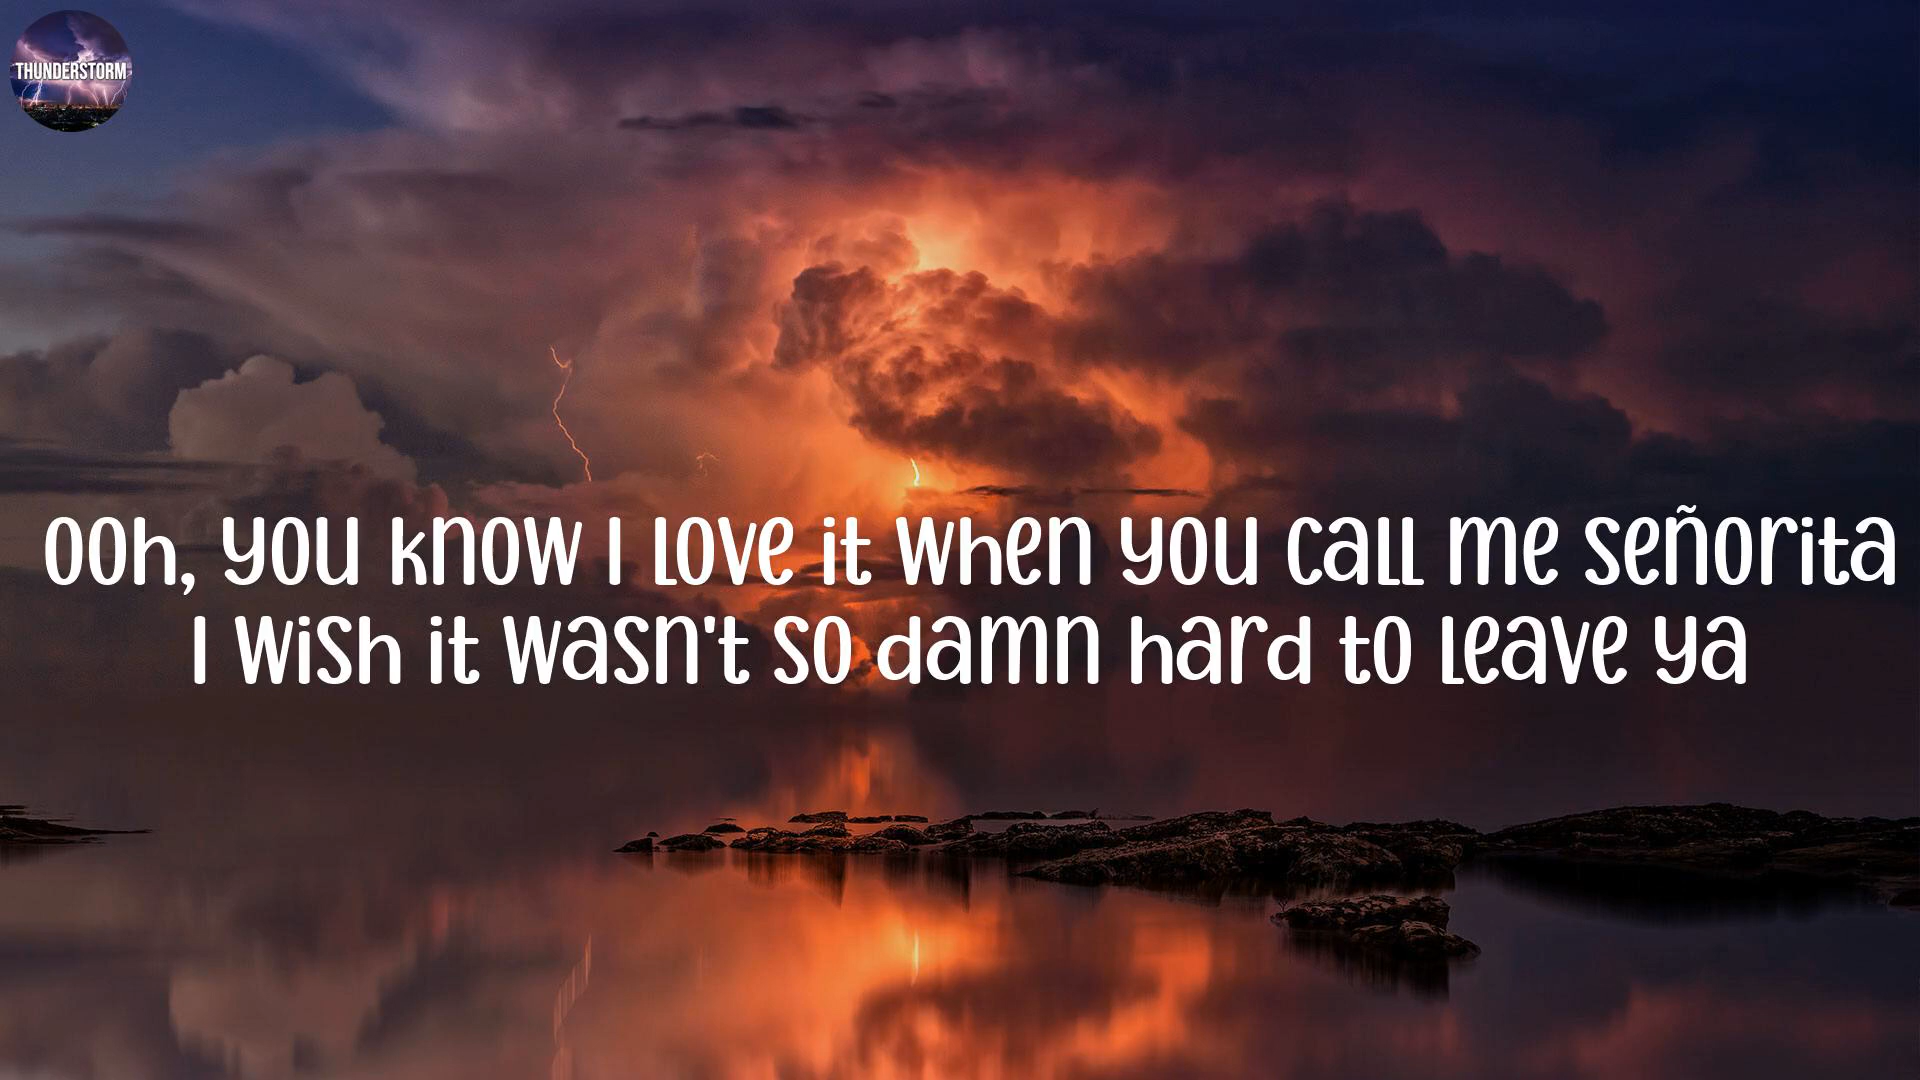 THUNDERSTORM
Ooh, you know I love it when you call me señorita
I wish it wasn't so damn hard to leave ya